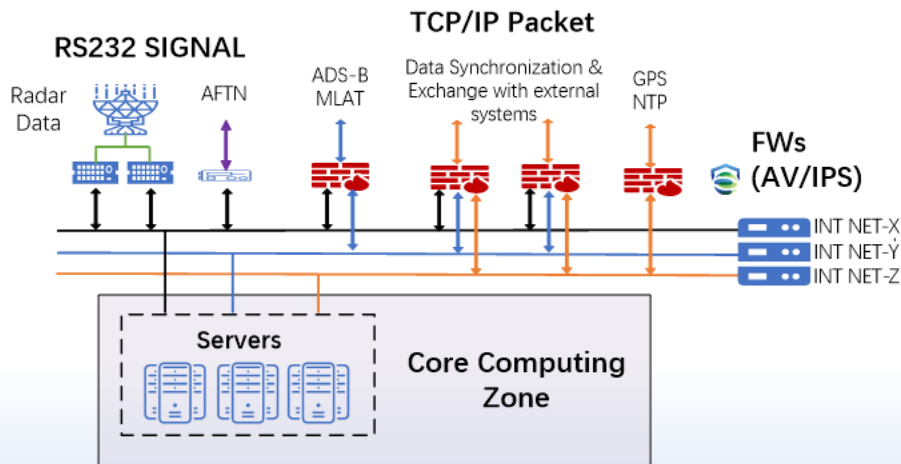 TCP/IP Packet
RS232 SIGNAL
Radar
Data
AFTN
ADS-B
MLAT
Data Synchronization &
Exchange with external
systems
GPS
NTP
FWs
(AV/IPS)
INT NET-X
INT NET-Y
INT NET-Z
Servers
Core Computing
Zone